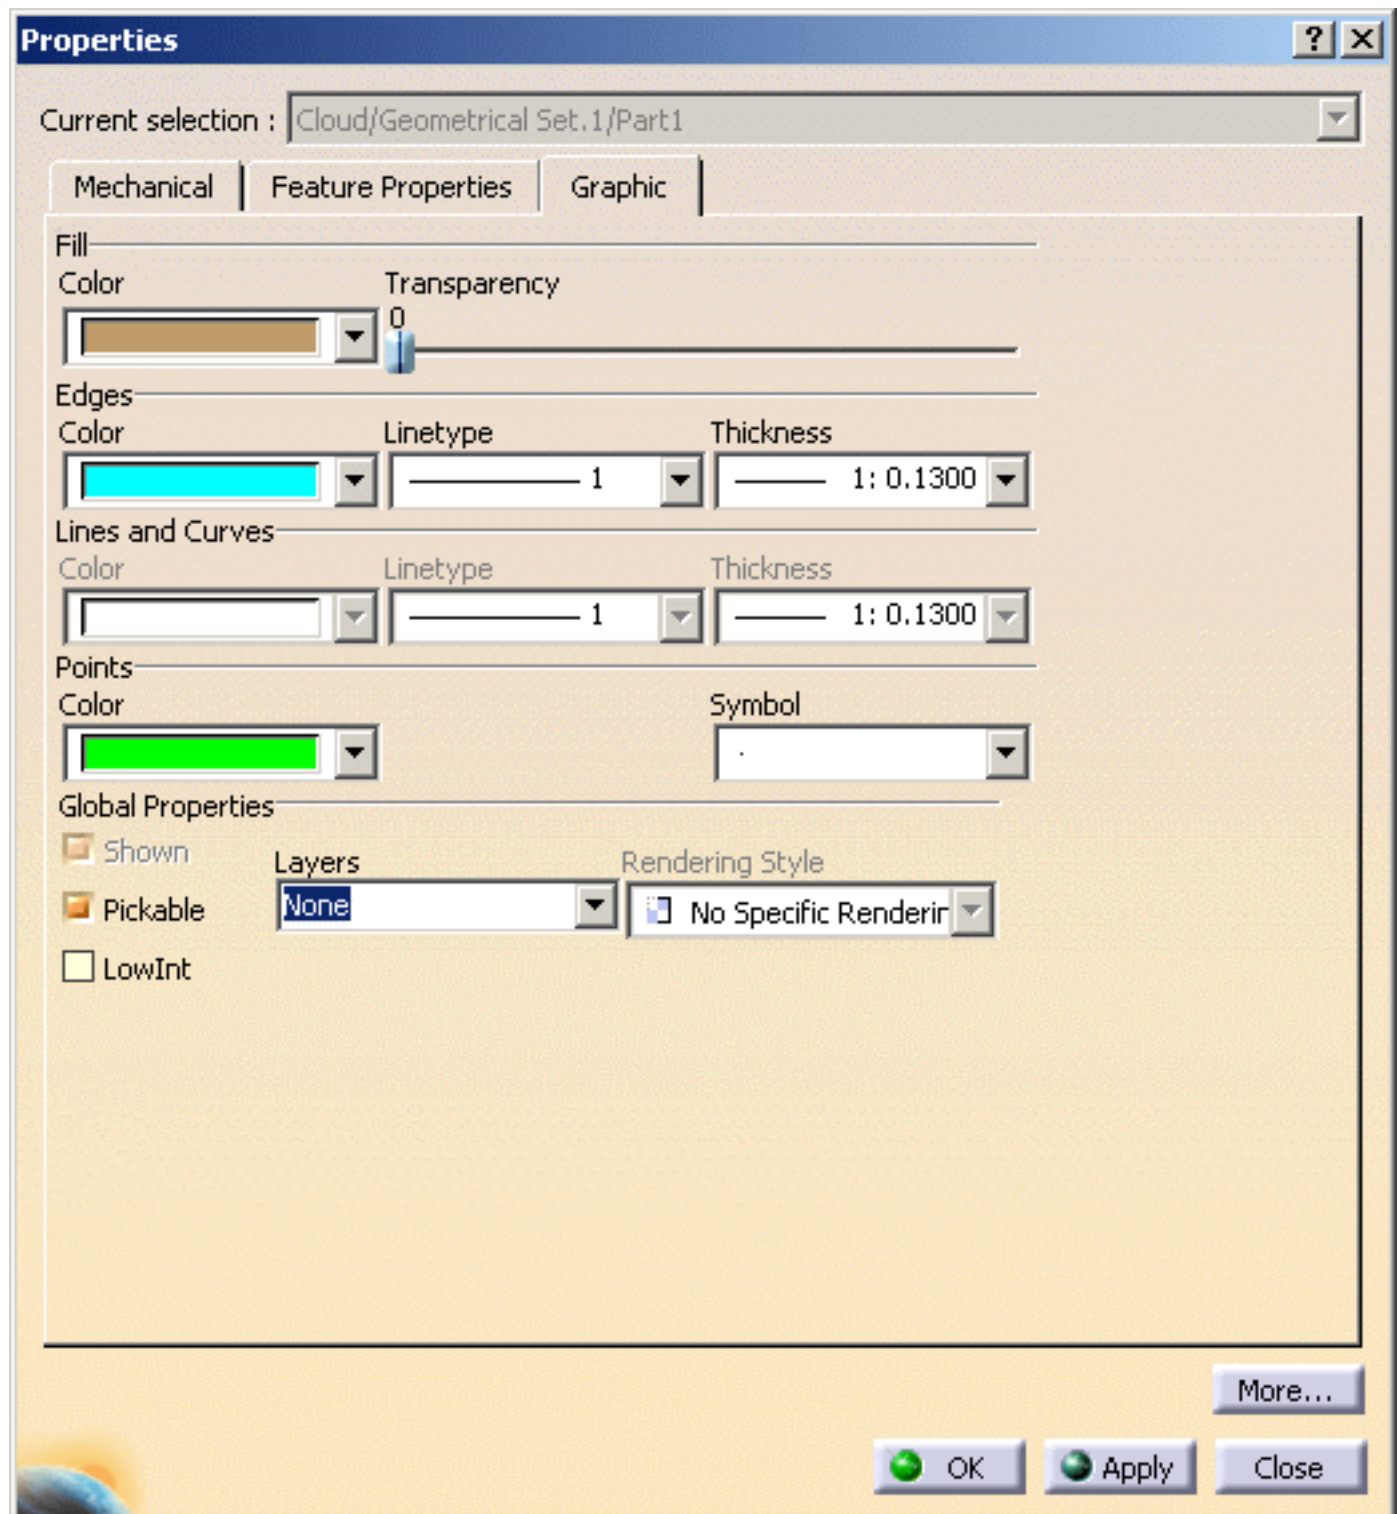 Properties
Current selection : Cloud/Geometrical Set.1/Part1
Mechanical Feature Properties Graphic
Fill
Color Transparency
0
Edges
Color Linetype Thickness
1 1: 0.1300
Lines and Curves
Color Linetype Thickness
1 1: 0.1300
Points
Color Symbol
Global Properties
Shown
Layers Rendering Style
Pickable None No Specific Renderin
LowInt
More...
OK Apply Close